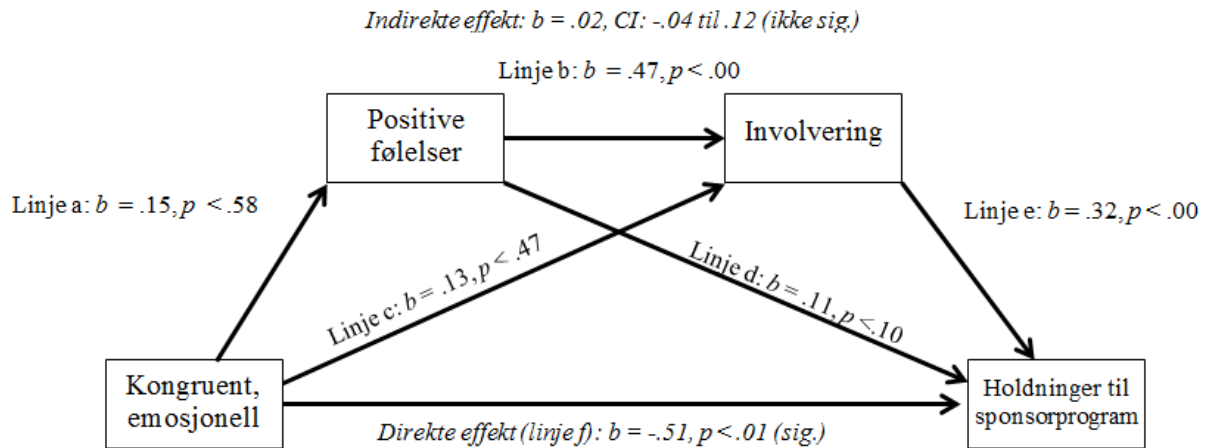 Indirekte effekt: b = .02, CI: -.04 til .12 (ikke sig.)
Linje b: b = .47, p < .00
Positive
følelser
Involvering
Linje a: b = .15, p < .58
Linje e: b = .32, p < .00
Linje c: b = .13, p < .47
Linje d: b = .11, p <.10
Kongruent,
emosjonell
Holdninger til
sponsorprogram
Direkte effekt (linje f): b = -.51, p < .01 (sig.)